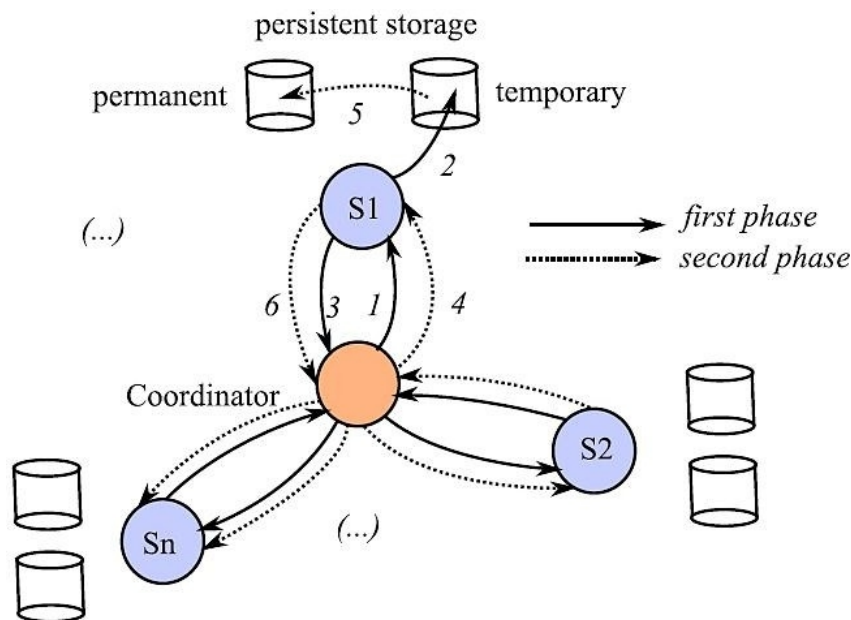 persistent storage
permanent
temporary
5
2
S1
(...)
first phase
second phase
6
3
1
4
Coordinator
S2
Sn
(...)